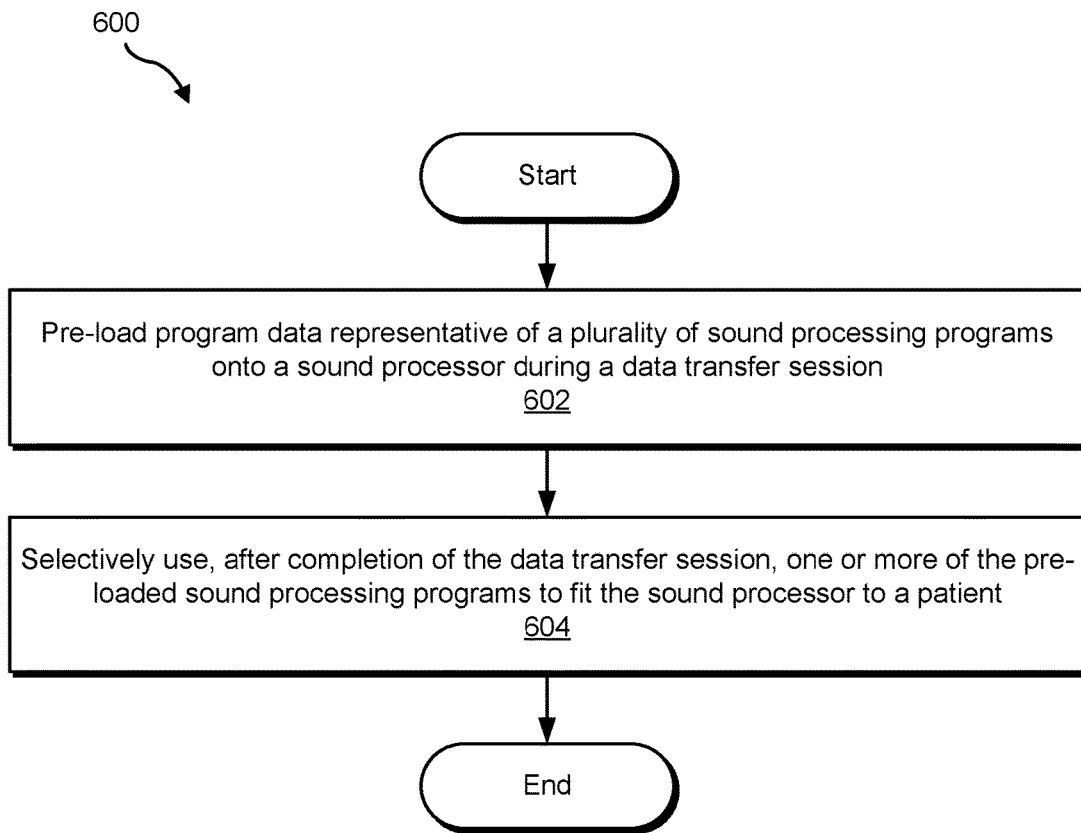 600
Start
Pre-load program data representative of a plurality of sound processing programs
onto a sound processor during a data transfer session
602
Selectively use, after completion of the data transfer session, one or more of the pre-
loaded sound processing programs to fit the sound processor to a patient
604
End